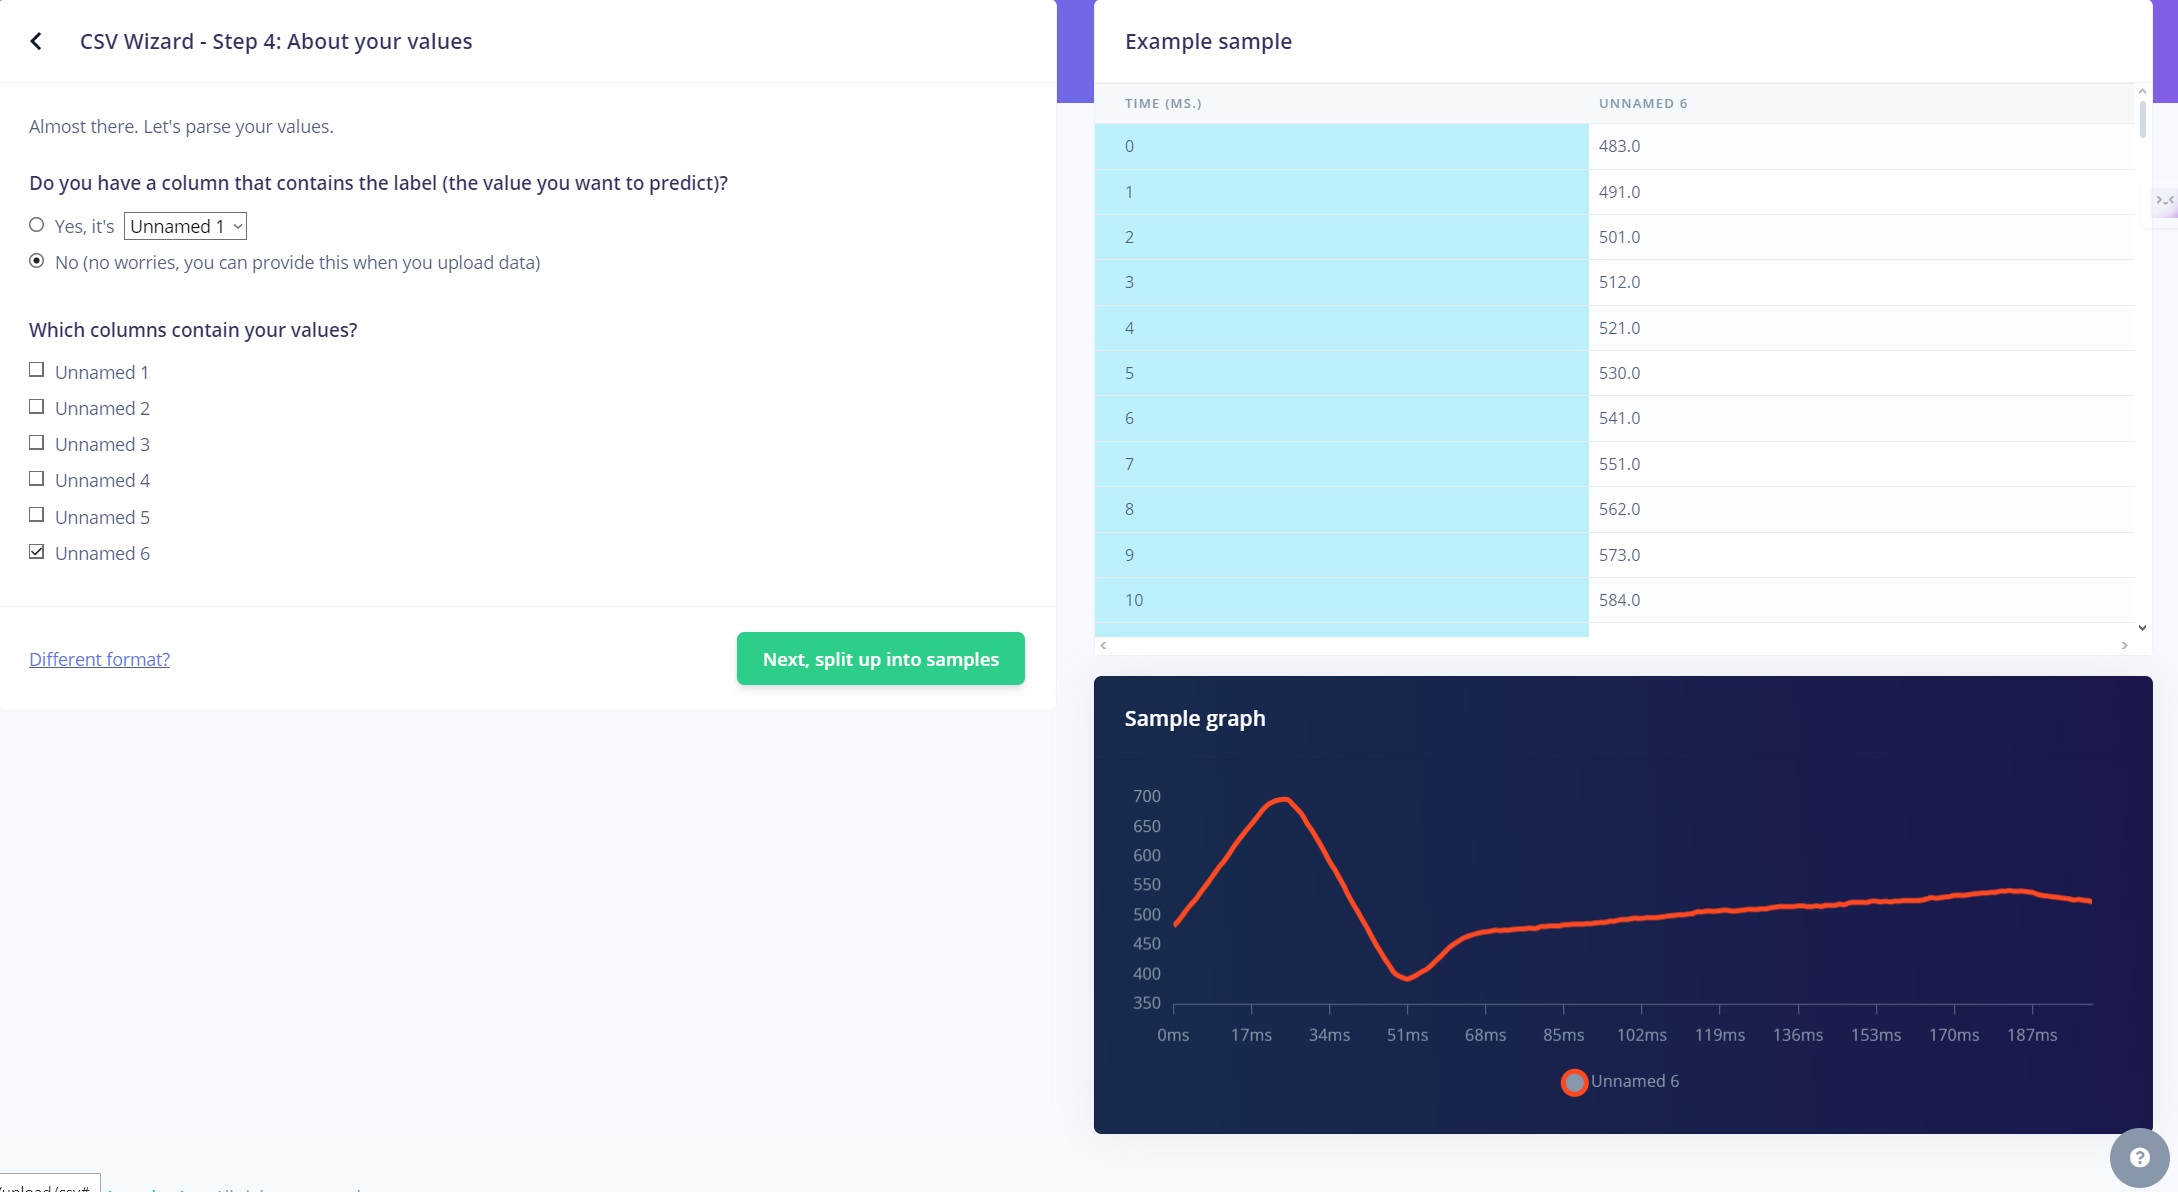 CSV Wizard - Step 4: About your values
Almost there. Let's parse your values.
Do you have a column that contains the label (the value you want to predict)?
Yes, it's Unnamed 1
No (no worries, you can provide this when you upload data)
Which columns contain your values?
Unnamed 1
Unnamed 2
Unnamed 3
Unnamed 4
Unnamed 5
Unnamed 6
Different format?
Next, split up into samples
Example sample
TIME (MS.) UNNAMED 6
0 483.0
1 491.0
2 501.0
3 512.0
4 521.0
5 530.0
6 541.0
7 551.0
8 562.0
9 573.0
10 584.0
Sample graph
700
650
600
550
500
450
400
350
0ms 17ms 34ms 51ms 68ms 85ms 102ms 119ms 136ms 153ms 170ms 187ms
Unnamed 6
?